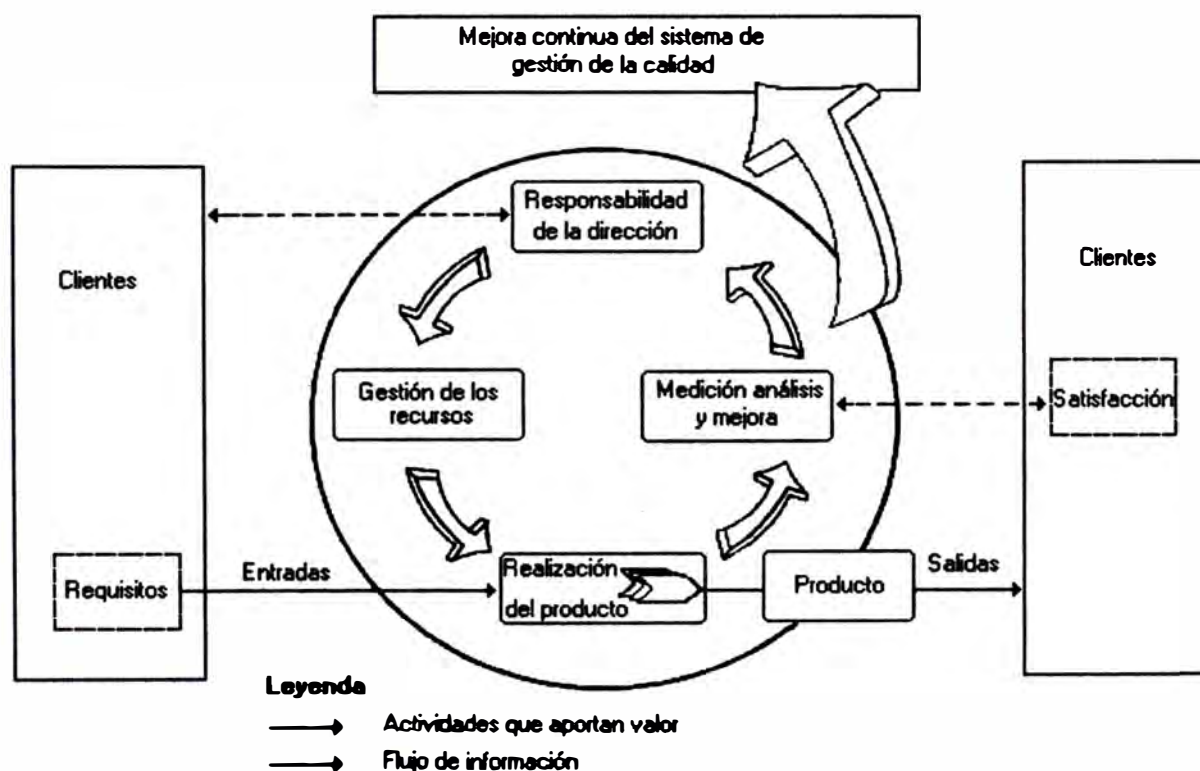 Mejora continua del sistema de
gestión de la calidad
Responsabilidad
de la dirección
Clientes
Clientes
Gestión de los
recursos
Medición análisis
y mejora
Satisfacción
Requisitos
Entradas
Realización
del producto
Producto
Salidas
Leyenda
Actividades que aportan valor
Flujo de información